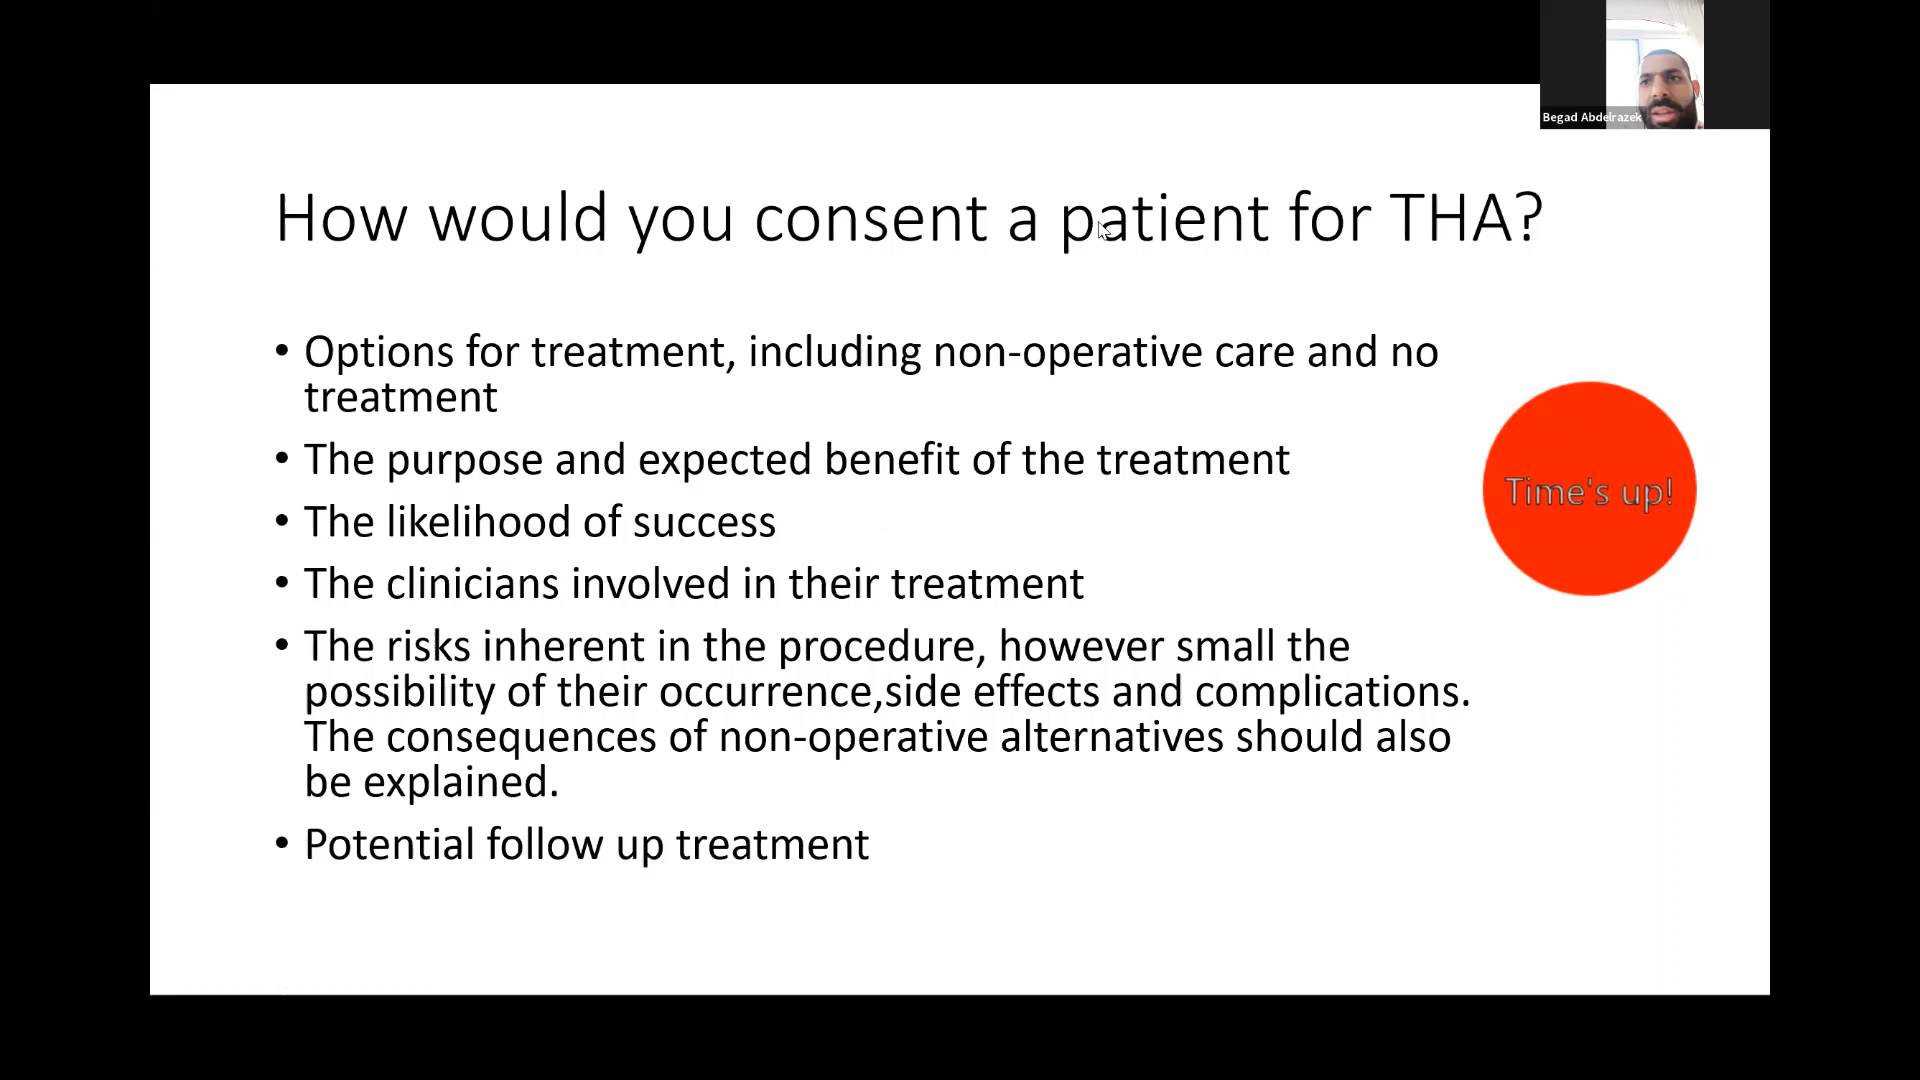 Begad Abdelrazek
How would you consent a patient for THA?
• Options for treatment, including non-operative care and no
treatment
• The purpose and expected benefit of the treatment
• The likelihood of success
• The clinicians involved in their treatment
• The risks inherent in the procedure, however small the
possibility of their occurrence,side effects and complications.
The consequences of non-operative alternatives should also
be explained.
• Potential follow up treatment
Time's up!